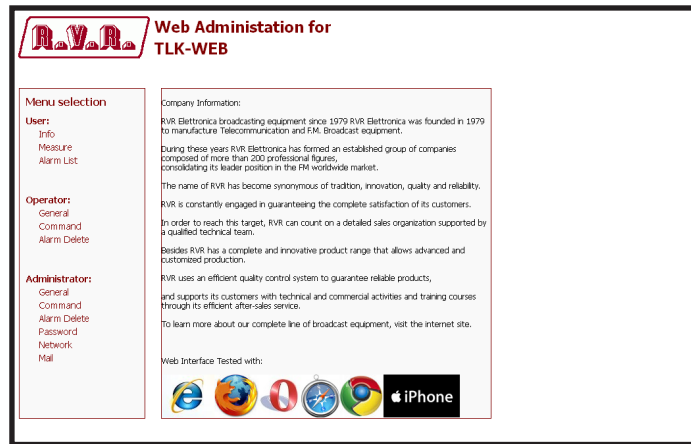 R.V.R.
Web Administation for
TLK-WEB
Menu selection
User:
Info
Measure
Alarm List
Operator:
General
Command
Alarm Delete
Administrator:
General
Command
Alarm Delete
Password
Network
Mail
Company Information:
RVR Elettronica broadcasting equipment since 1979 RVR Elettronica was founded in 1979
to manufacture Telecommunication and F.M. Broadcast equipment.
During these years RVR Elettronica has formed an established group of companies
composed of more than 200 professional figures,
consolidating its leader position in the FM worldwide market.
The name of RVR has become synonymous of tradition, innovation, quality and reliability.
RVR is constantly engaged in guaranteeing the complete satisfaction of its customers.
In order to reach this target, RVR can count on a detailed sales organization supported by
a qualified technical team.
Besides RVR has a complete and innovative product range that allows advanced and
customized production.
RVR uses an efficient quality control system to guarantee reliable products,
and supports its customers with technical and commercial activities and training courses
through its efficient after-sales service.
To learn more about our complete line of broadcast equipment, visit the internet site.
Web Interface Tested with:
iPhone